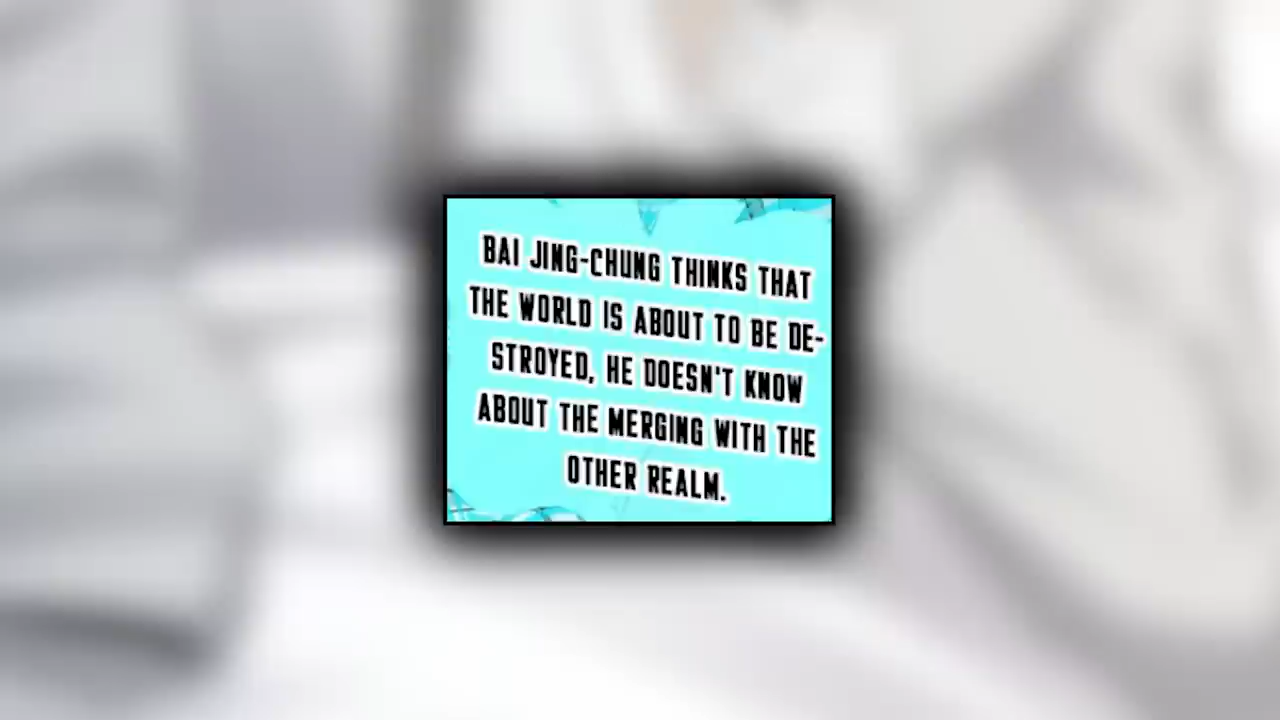 BAI JING-CHUNG THINKS THAT
THE WORLD IS ABOUT TO BE DE-
STROYED, HE DOESN'T KNOW
ABOUT THE MERGING WITH THE
OTHER REALM.